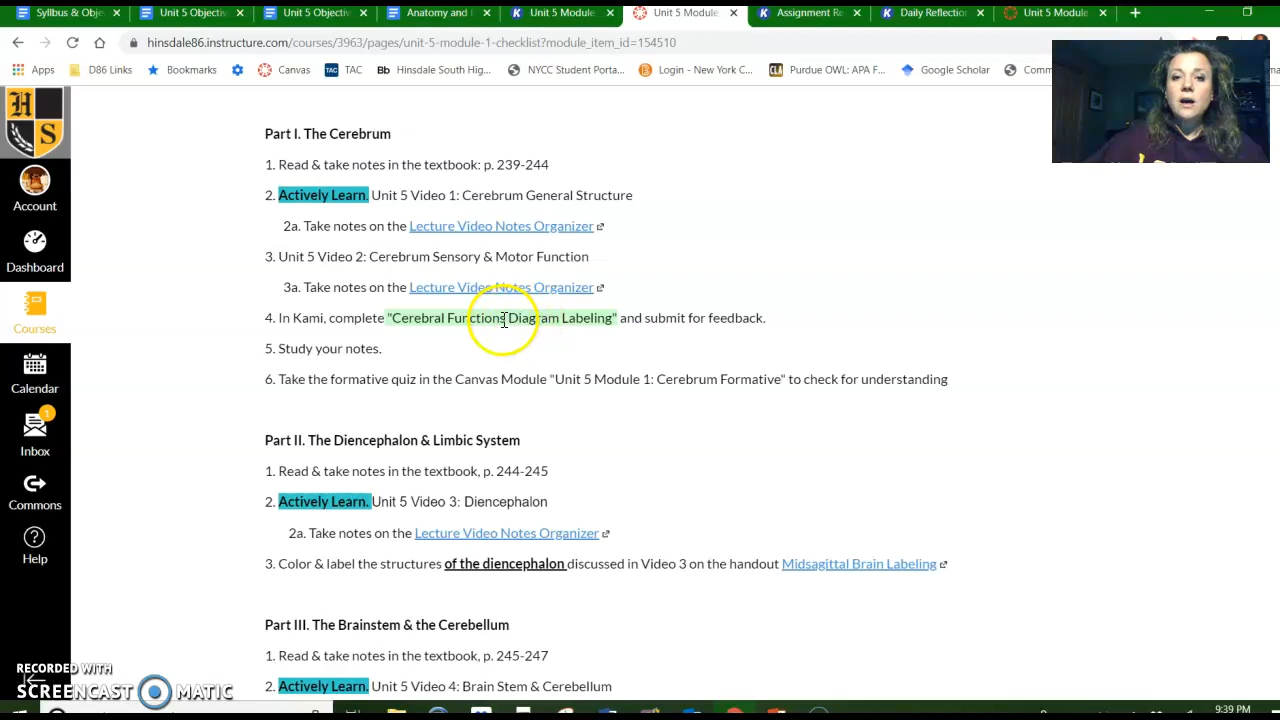 Syllabus & O
Unit 5 Objectiv
Unit 5 Objectiv
Anatomy and
Unit 5 Module
Unit 5 Module
Assignment Re
Daily Reflection
Unit 5 Module
hinsdale86.instructure.com/courses/3963/pages/unit-5-module-1-checklist?module_item_id=154510
Apps
D86 Links
Bookmarks
Canvas
TAC TAC
Bb Hinsdale South Hig...
NYCC Student Porta...
Login - New York C...
Purdue OWL: APA F...
Google Scholar
Comm
H S
Account
Dashboard
Courses
Calendar
1
Inbox
Commons
Help
Part I. The Cerebrum
1. Read & take notes in the textbook: p. 239-244
2. Actively Learn. Unit 5 Video 1: Cerebrum General Structure
2a. Take notes on the Lecture Video Notes Organizer
3. Unit 5 Video 2: Cerebrum Sensory & Motor Function
3a. Take notes on the Lecture Video Notes Organizer
4. In Kami, complete "Cerebral Functions Diagram Labeling" and submit for feedback.
5. Study your notes.
6. Take the formative quiz in the Canvas Module "Unit 5 Module 1: Cerebrum Formative" to check for understanding
Part II. The Diencephalon & Limbic System
1. Read & take notes in the textbook, p. 244-245
2. Actively Learn. Unit 5 Video 3: Diencephalon
2a. Take notes on the Lecture Video Notes Organizer
3. Color & label the structures of the diencephalon discussed in Video 3 on the handout Midsagittal Brain Labeling
Part III. The Brainstem & the Cerebellum
1. Read & take notes in the textbook, p. 245-247
2. Actively Learn. Unit 5 Video 4: Brain Stem & Cerebellum
RECORDED WITH
SCREENCAST MATIC
9:39 PM